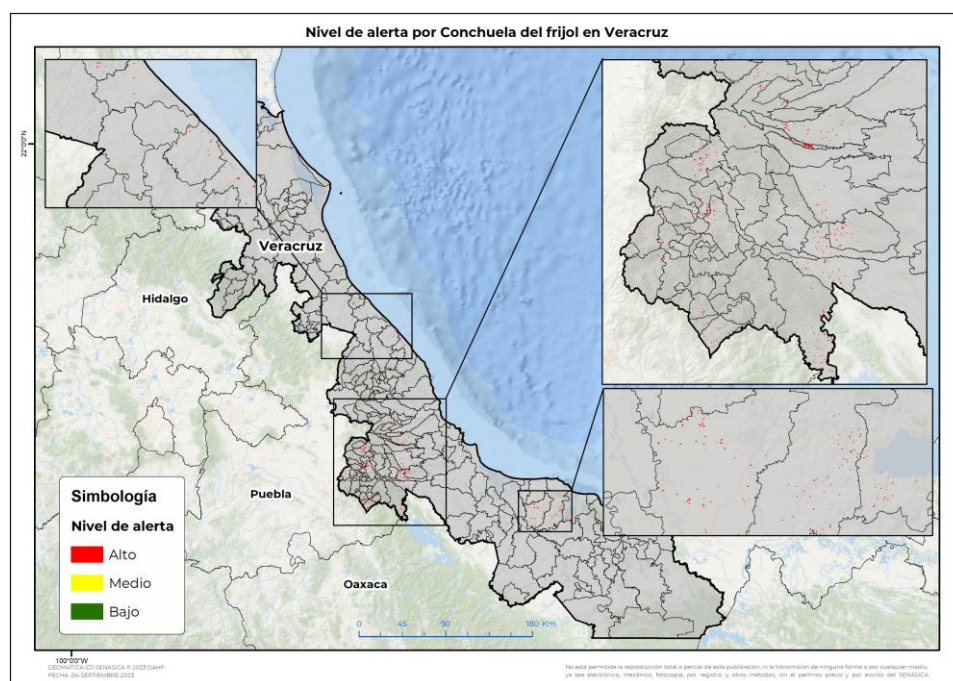 Nivel de alerta por Conchuela del frijol en Veracruz
22°0'0"N
Veracruz
Hidalgo
Puebla
Oaxaca
Simbología
Nivel de alerta
Alto
Medio
Bajo
0 45 90 180 Km
100°0'0"W
GEOMÁTICA-CG-SENASICA © 2023 DAHF
FECHA: 04-SEPTIEMBRE-2023
No está permitida la reproducción total o parcial de esta publicación, ni la transmisión de ninguna forma o por cualquier medio,
ya sea electrónico, mecánico, fotocopia, por registro u otros métodos, sin el permiso previo y por escrito del SENASICA.